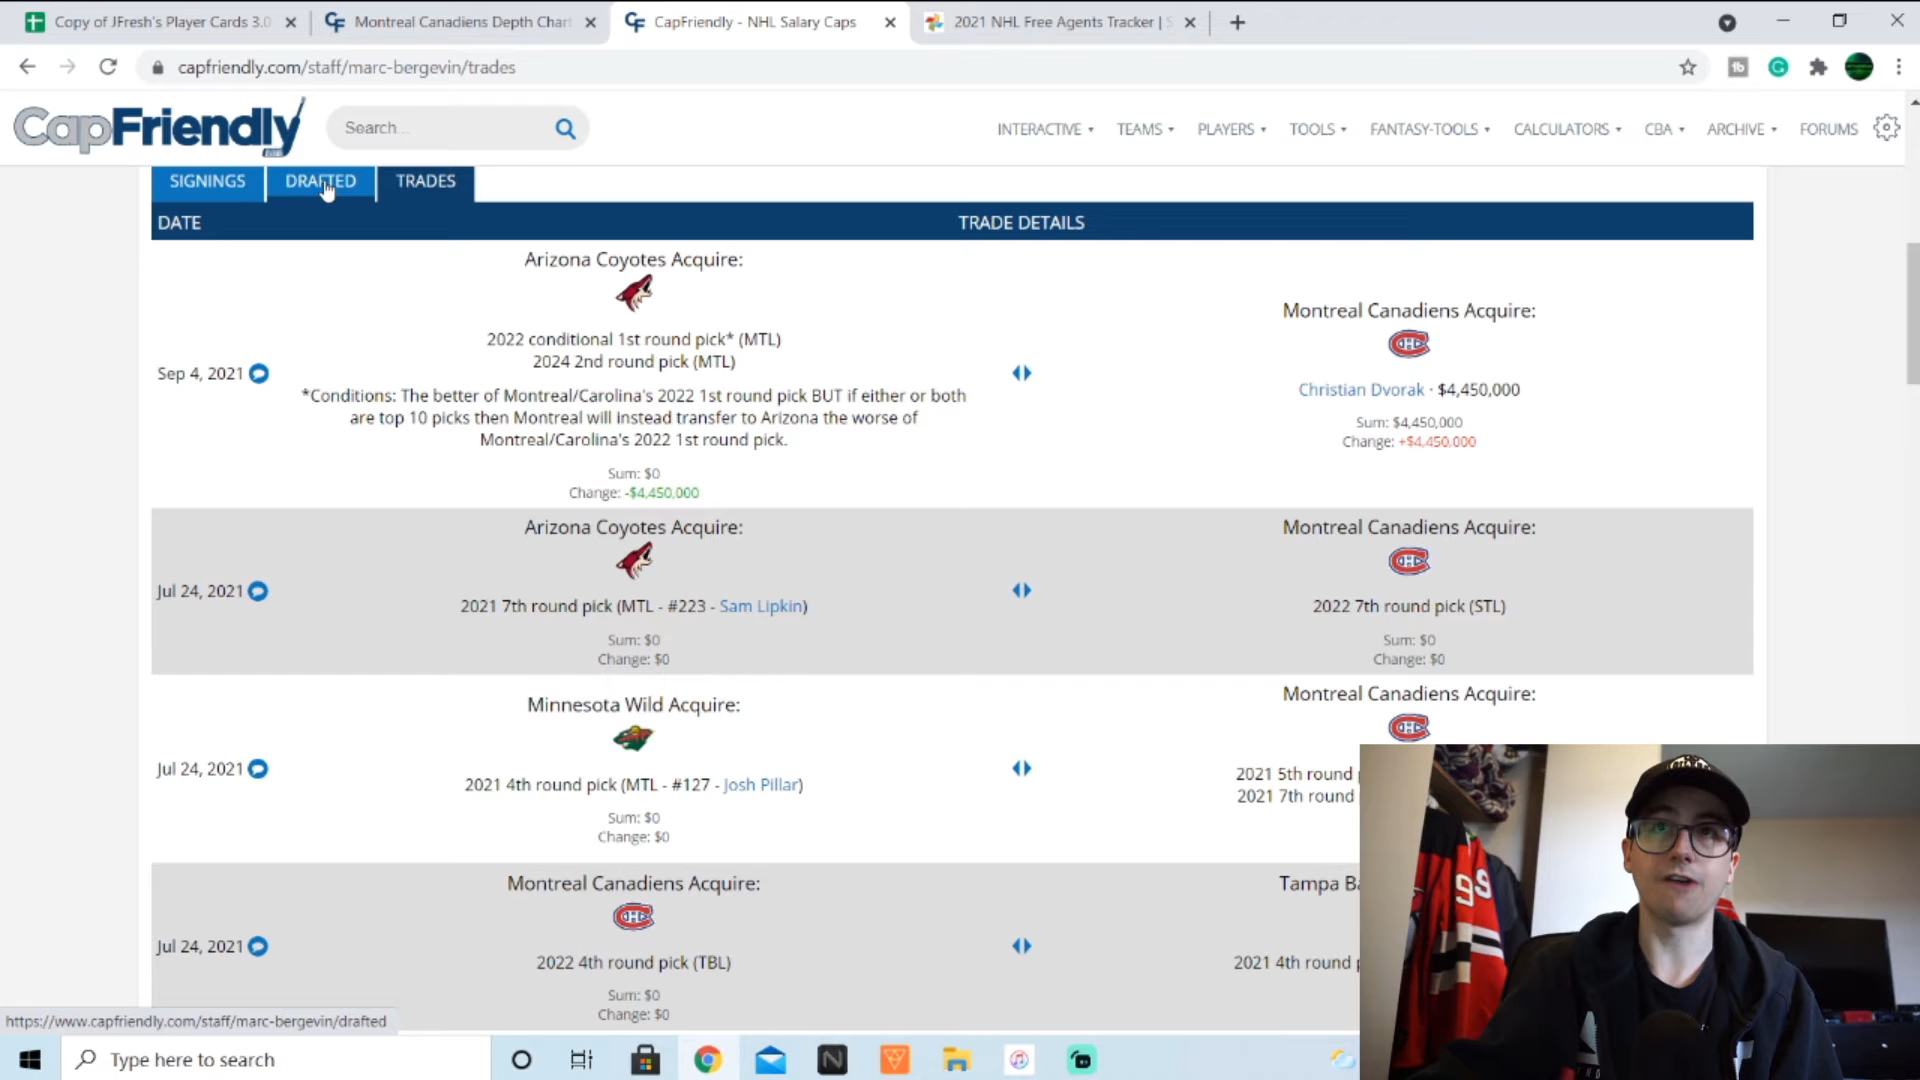 Copy of JFresh's Player Cards 3.0
Montreal Canadiens Depth Chart
CapFriendly - NHL Salary Caps
2021 NHL Free Agents Tracker | S
capfriendly.com/staff/marc-bergevin/trades
CapFriendly
Search...
INTERACTIVE
TEAMS
PLAYERS
TOOLS
FANTASY-TOOLS
CALCULATORS
CBA
ARCHIVE
FORUMS
SIGNINGS
DRAFTED
TRADES
DATE
TRADE DETAILS
Arizona Coyotes Acquire:
2022 conditional 1st round pick* (MTL)
2024 2nd round pick (MTL)
*Conditions: The better of Montreal/Carolina's 2022 1st round pick BUT if either or both
are top 10 picks then Montreal will instead transfer to Arizona the worse of
Montreal/Carolina's 2022 1st round pick.
Sum: $0
Change: -$4,450,000
Sep 4, 2021
Montreal Canadiens Acquire:
Christian Dvorak · $4,450,000
Sum: $4,450,000
Change: +$4,450,000
Arizona Coyotes Acquire:
Jul 24, 2021
2021 7th round pick (MTL - #223 - Sam Lipkin)
Sum: $0
Change: $0
Montreal Canadiens Acquire:
2022 7th round pick (STL)
Sum: $0
Change: $0
Minnesota Wild Acquire:
Jul 24, 2021
2021 4th round pick (MTL - #127 - Josh Pillar)
Sum: $0
Change: $0
Montreal Canadiens Acquire:
2021 5th round
2021 7th round
Montreal Canadiens Acquire:
Jul 24, 2021
2022 4th round pick (TBL)
Sum: $0
Change: $0
Tampa Ba
2021 4th round
https://www.capfriendly.com/staff/marc-bergevin/drafted
Type here to search